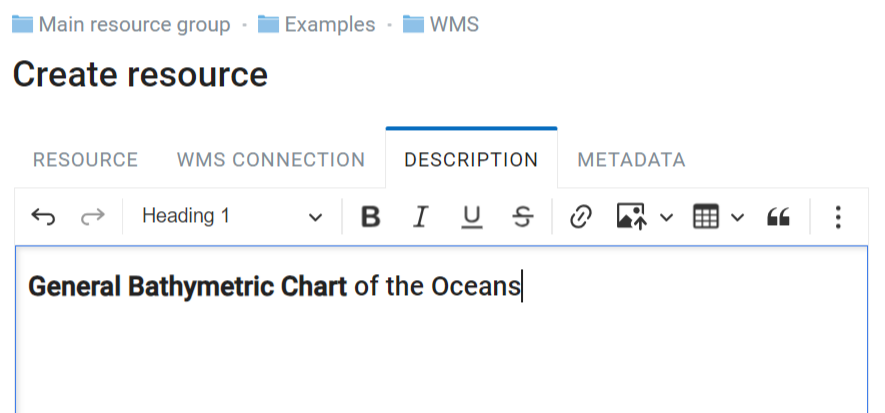 Main resource group · Examples · WMS
Create resource
RESOURCE WMS CONNECTION DESCRIPTION METADATA
Heading 1 B I U S
General Bathymetric Chart of the Oceans